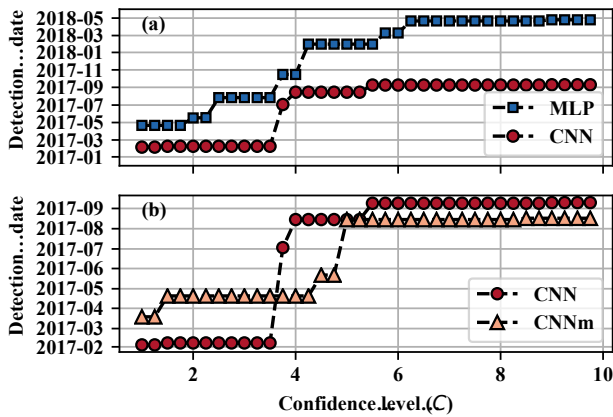 2018-05
2018-03
2018-01
2017-11
2017-09
2017-07
2017-05
2017-03
2017-01
Detection...date
(a)
MLP
CNN
2017-09
2017-08
2017-07
2017-06
2017-05
2017-04
2017-03
2017-02
Detection...date
(b)
CNN
CNNm
2 4 6 8 10
Confidence.level.(C)